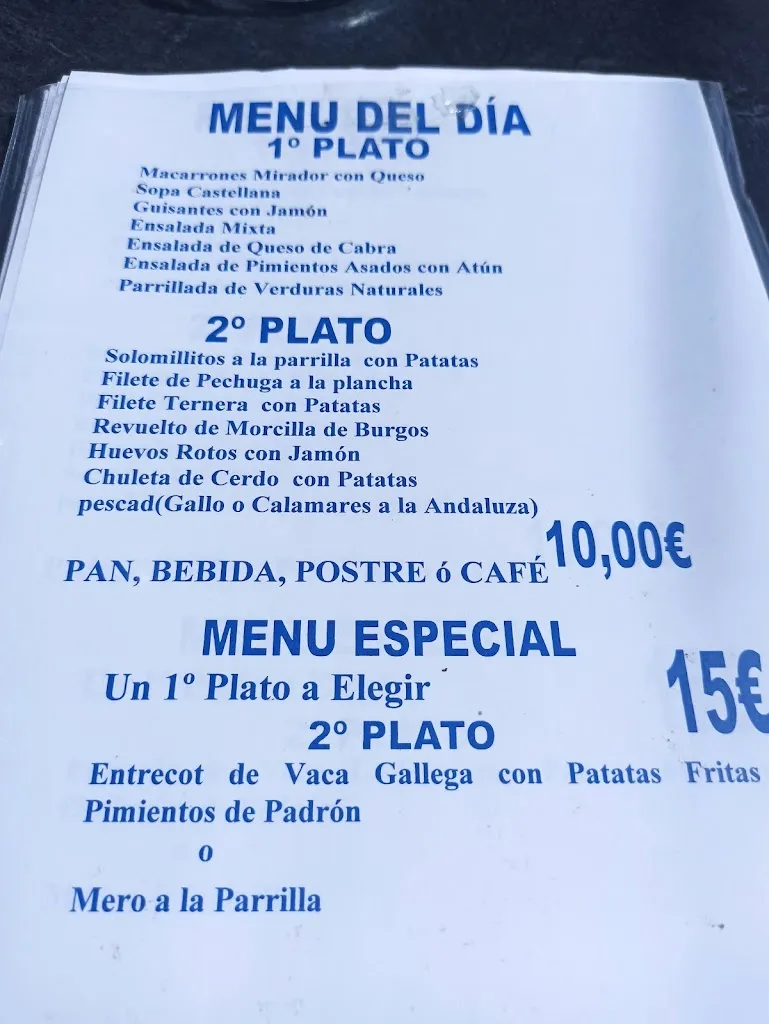 MENU DEL DÍA
1º PLATO
Macarrones Mirador con Queso
Sopa Castellana
Guisantes con Jamón
Ensalada Mixta
Ensalada de Queso de Cabra
Ensalada de Pimientos Asados con Atún
Parrillada de Verduras Naturales
2º PLATO
Solomillitos a la parrilla con Patatas
Filete de Pechuga a la plancha
Filete Ternera con Patatas
Revuelto de Morcilla de Burgos
Huevos Rotos con Jamón
Chuleta de Cerdo con Patatas
pescad(Gallo o Calamares a la Andaluza)
PAN, BEBIDA, POSTRE ó CAFÉ 10,00€
MENU ESPECIAL
Un 1º Plato a Elegir 15€
2º PLATO
Entrecot de Vaca Gallega con Patatas Fritas
Pimientos de Padrón
o
Mero a la Parrilla